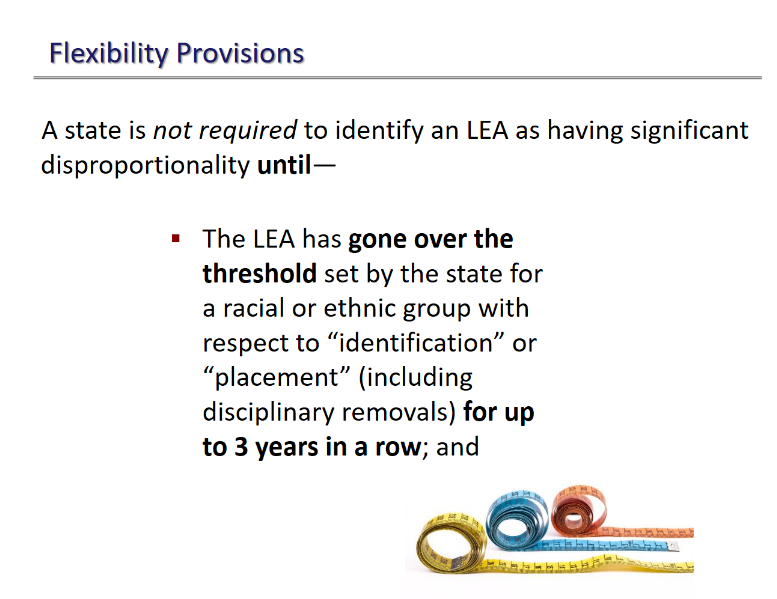 Flexibility Provisions
A state is not required to identify an LEA as having significant
disproportionality until—
▪ The LEA has gone over the
threshold set by the state for
a racial or ethnic group with
respect to “identification” or
“placement” (including
disciplinary removals) for up
to 3 years in a row; and